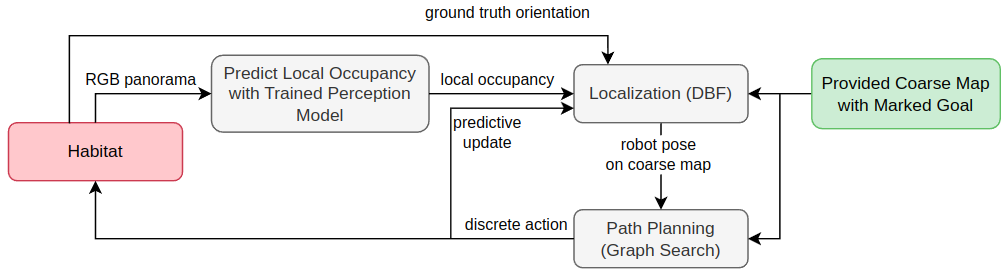 ground truth orientation
RGB panorama
Predict Local Occupancy
with Trained Perception
Model
local occupancy
Localization (DBF)
Provided Coarse Map
with Marked Goal
predictive
update
Habitat
robot pose
on coarse map
discrete action
Path Planning
(Graph Search)